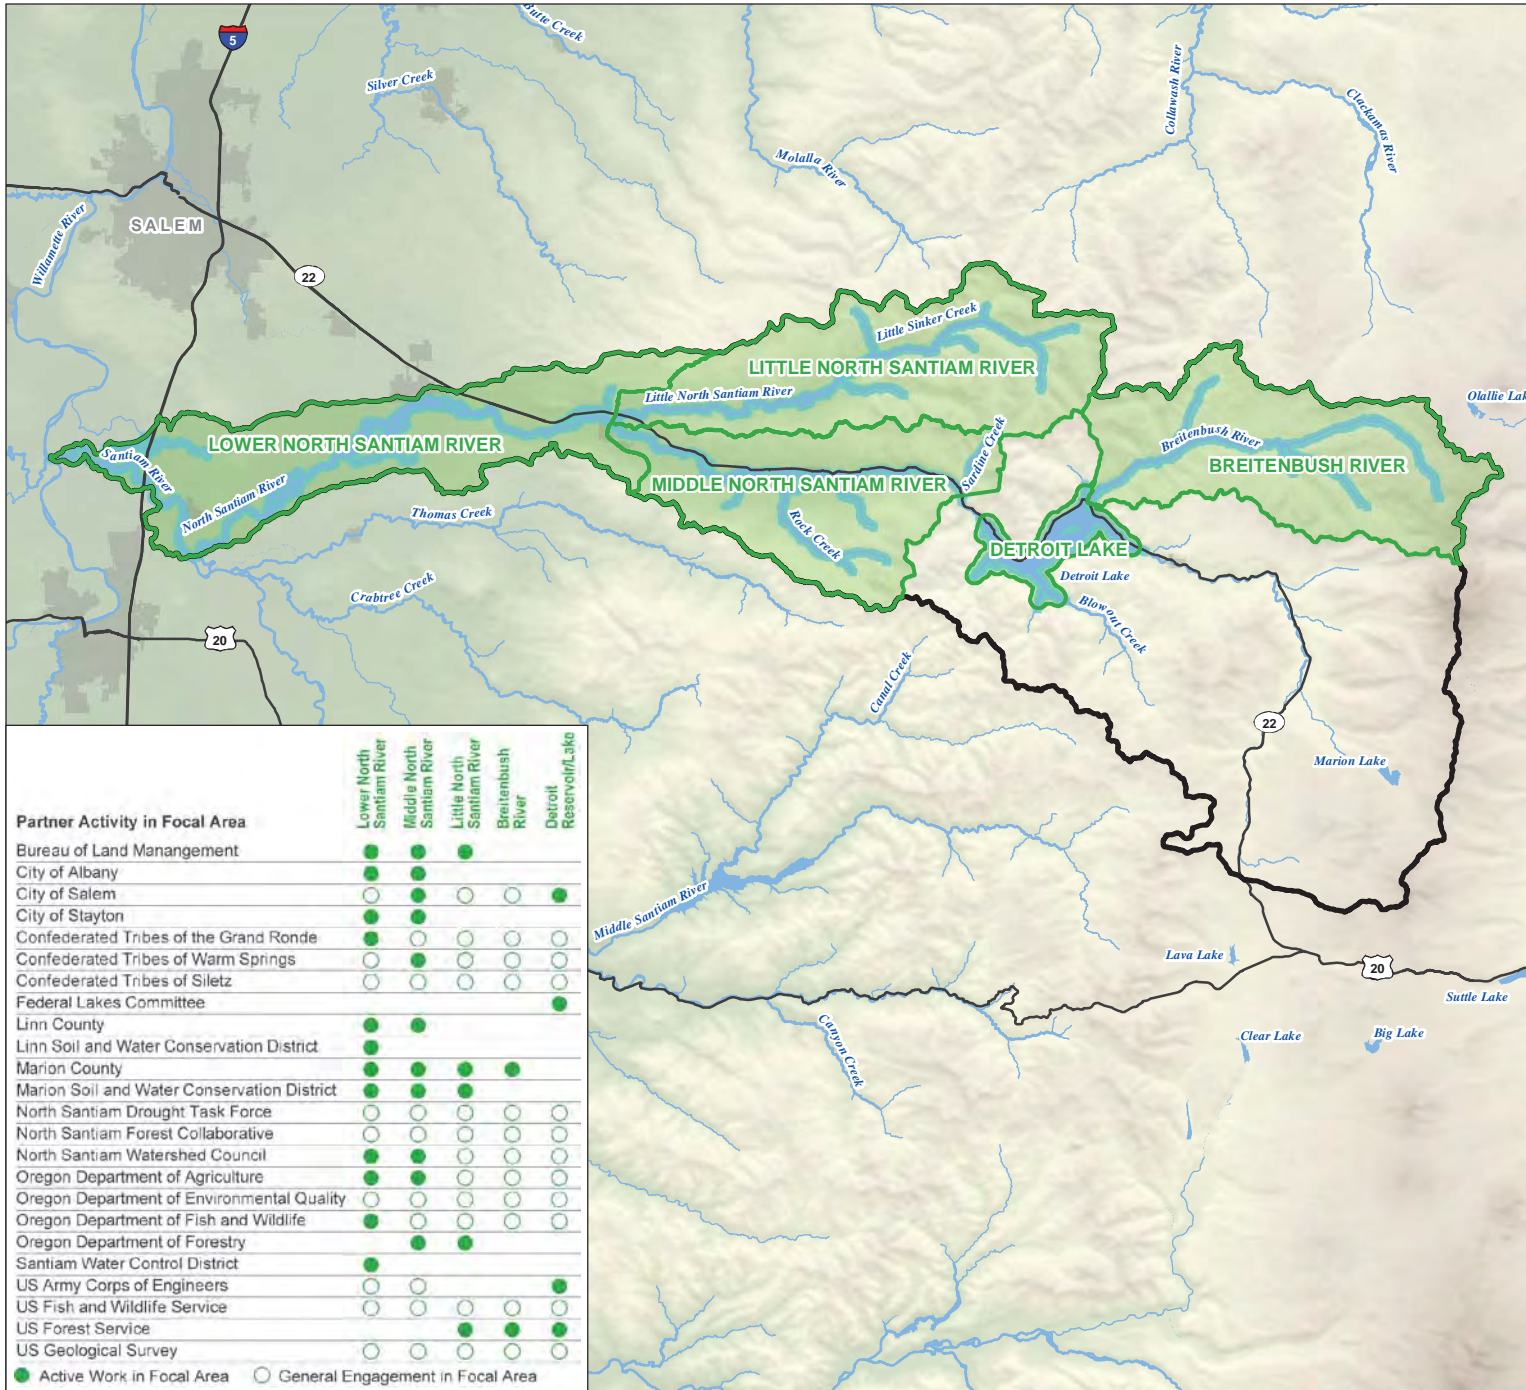 5
Butte Creek
Silver Creek
Collawash River
Clackamas River
Molalla River
SALEM
Willamette River
22
Little Sinker Creek
LITTLE NORTH SANTIAM RIVER
Little North Santiam River
Olallie Lak
Breitenbush River
BREITENBUSH RIVER
LOWER NORTH SANTIAM RIVER
Santiam River
North Santiam River
MIDDLE NORTH SANTIAM RIVER
Sardine Creek
Thomas Creek
Rock Creek
DETROIT LAKE
Detroit Lake
Blowout Creek
Crabtree Creek
20
Canal Creek
22
Marion Lake
Middle Santiam River
Lava Lake
20
Suttle Lake
Canyon Creek
Clear Lake
Big Lake
Partner Activity in Focal Area
Lower North
Santiam River
Middle North
Santiam River
Little North
Santiam River
Breitenbush
River
Detroit
Reservoir/Lake
Bureau of Land Manangement
City of Albany
City of Salem
City of Stayton
Confederated Tribes of the Grand Ronde
Confederated Tribes of Warm Springs
Confederated Tribes of Siletz
Federal Lakes Committee
Linn County
Linn Soil and Water Conservation District
Marion County
Marion Soil and Water Conservation District
North Santiam Drought Task Force
North Santiam Forest Collaborative
North Santiam Watershed Council
Oregon Department of Agriculture
Oregon Department of Environmental Quality
Oregon Department of Fish and Wildlife
Oregon Department of Forestry
Santiam Water Control District
US Army Corps of Engineers
US Fish and Wildlife Service
US Forest Service
US Geological Survey
Active Work in Focal Area
General Engagement in Focal Area